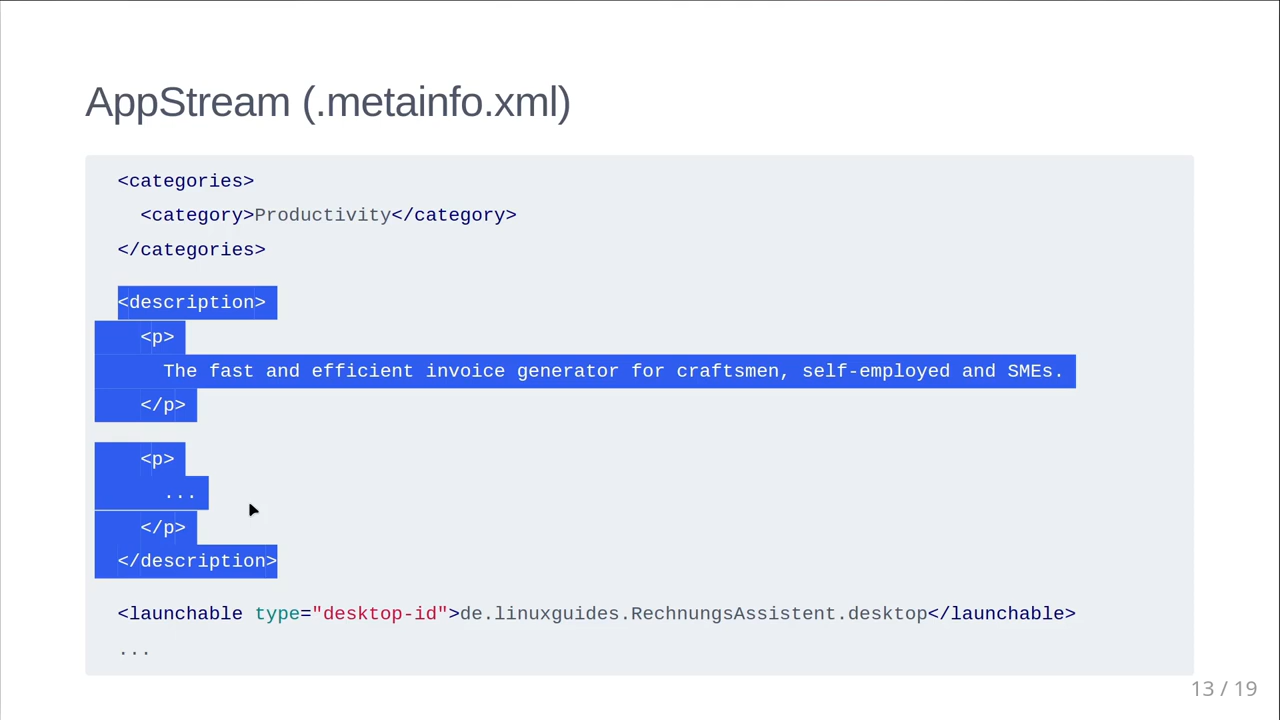 AppStream (.metainfo.xml)
<categories>
<category>Productivity</category>
</categories>
<description>
<p>
The fast and efficient invoice generator for craftsmen, self-employed and SMEs.
</p>
<p>
...
</p>
</description>
<launchable type="desktop-id">de.linuxguides.RechnungsAssistent.desktop</launchable>
...
13 / 19